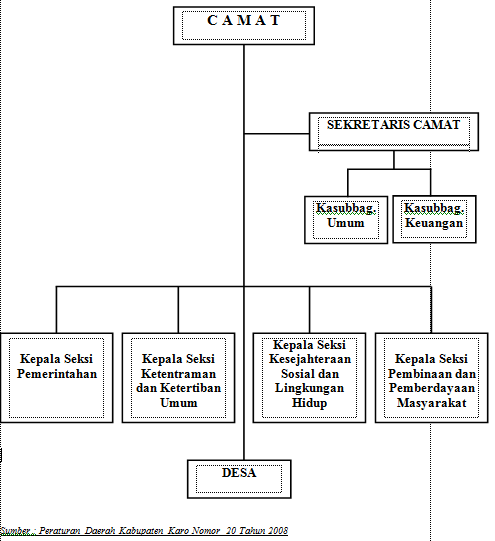 C A M A T
SEKRETARIS CAMAT
Kasubbag.
Umum
Kasubbag.
Keuangan
Kepala Seksi
Pemerintahan
Kepala Seksi
Ketentraman
dan Ketertiban
Umum
Kepala Seksi
Kesejahteraan
Sosial dan
Lingkungan
Hidup
Kepala Seksi
Pembinaan dan
Pemberdayaan
Masyarakat
DESA
Sumber : Peraturan Daerah Kabupaten Karo Nomor 20 Tahun 2008